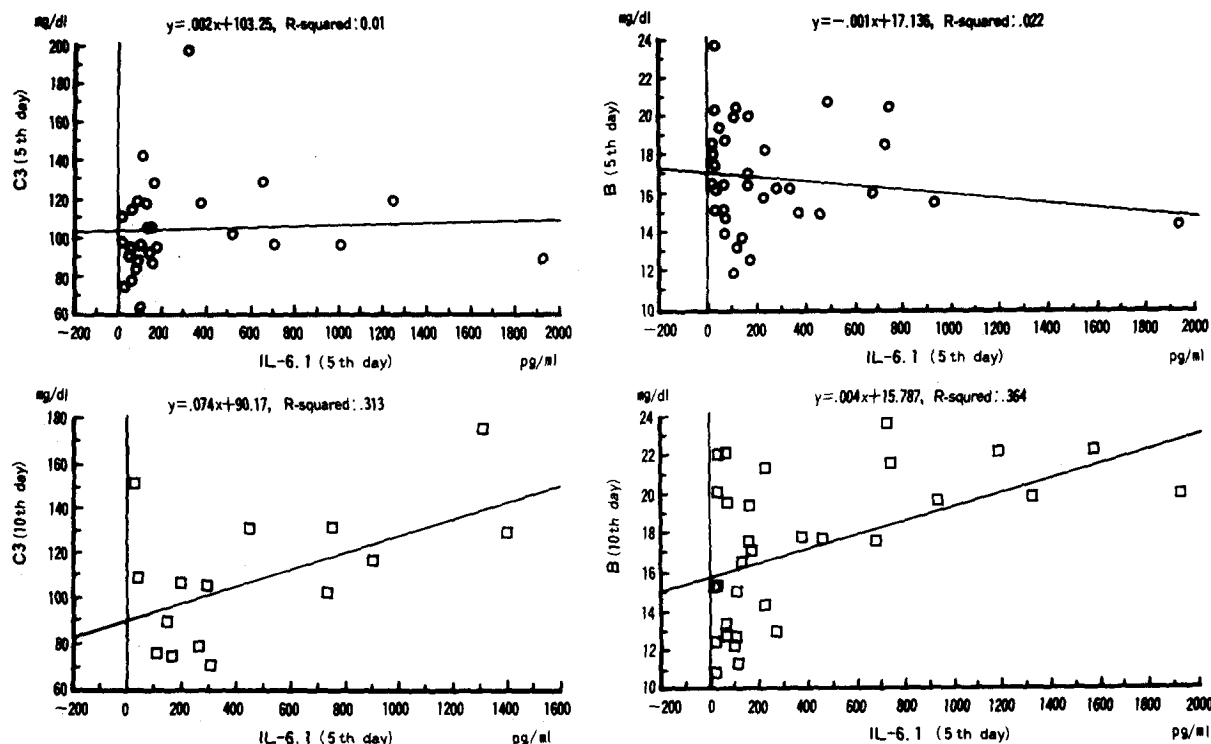 mg/dl
y=.002x+103.25, R-squared:0.01
200
180
160
140
120
100
80
60
C3 (5th day)
-200 0 200 400 600 800 1000 1200 1400 1600 1800 2000
IL-6.1 (5th day) pg/ml
mg/dl
y=-.001x+17.136, R-squared:.022
24
22
20
18
16
14
12
10
B (5th day)
-200 0 200 400 600 800 1000 1200 1400 1600 1800 2000
IL-6.1 (5th day) pg/ml
mg/dl
y=.074x+90.17, R-squared:.313
180
160
140
120
100
80
60
C3 (10th day)
-200 0 200 400 600 800 1000 1200 1400 1600
IL-6.1 (5th day) pg/ml
mg/dl
y=.004x+15.787, R-squred:.364
24
22
20
18
16
14
12
10
B (10th day)
-200 0 200 400 600 800 1000 1200 1400 1600 1800 2000
IL-6.1 (5th day) pg/ml